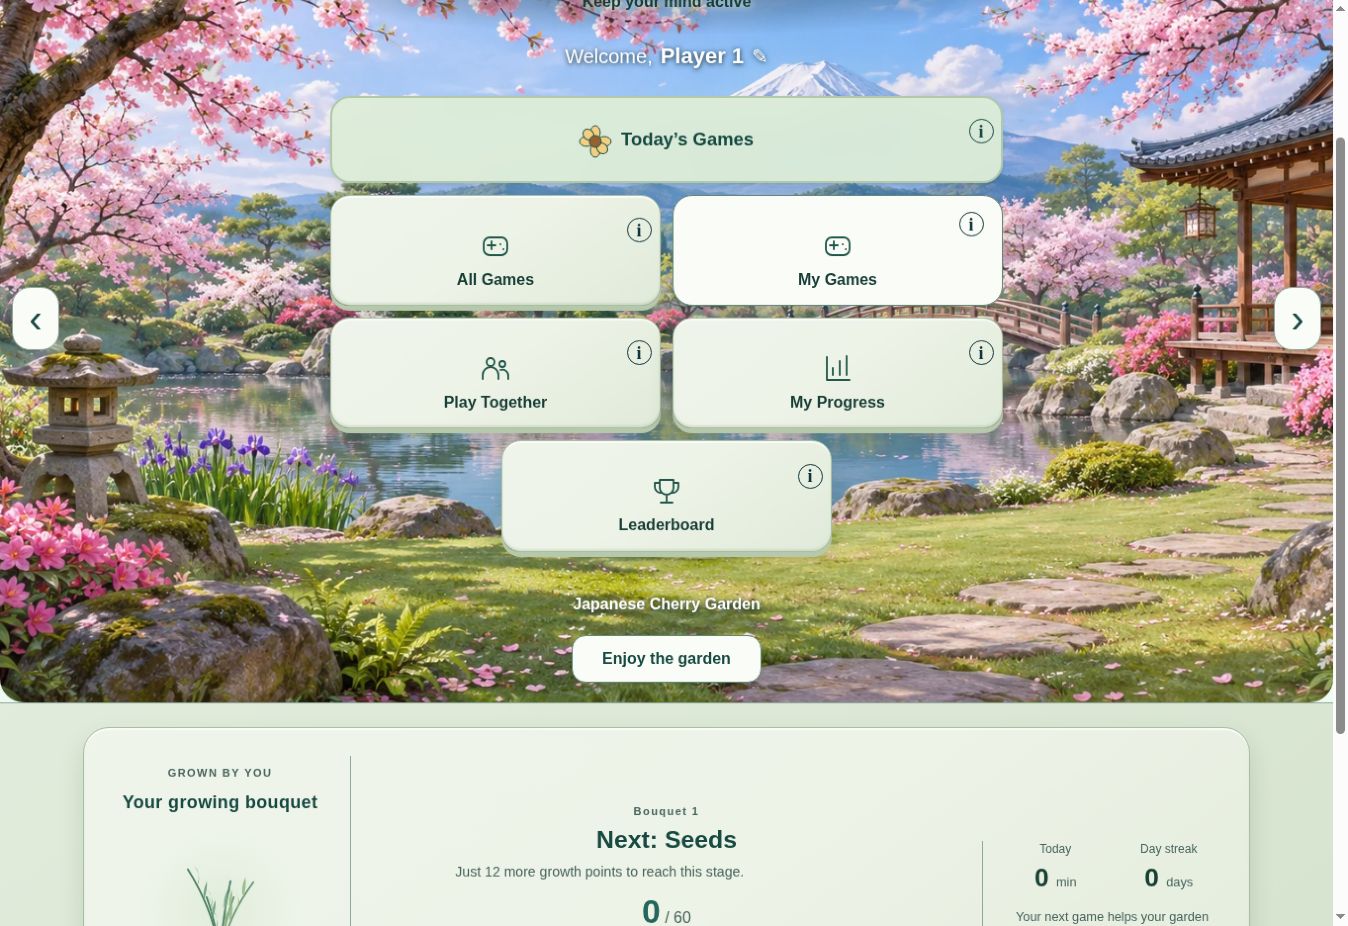 Keep your mind active
Welcome, Player 1 ✎
Today’s Games
i
All Games
i
My Games
i
Play Together
i
My Progress
i
Leaderboard
i
‹
›
Japanese Cherry Garden
Enjoy the garden
GROWN BY YOU
Your growing bouquet
Bouquet 1
Next: Seeds
Just 12 more growth points to reach this stage.
0 / 60
Today
0 min
Day streak
0 days
Your next game helps your garden